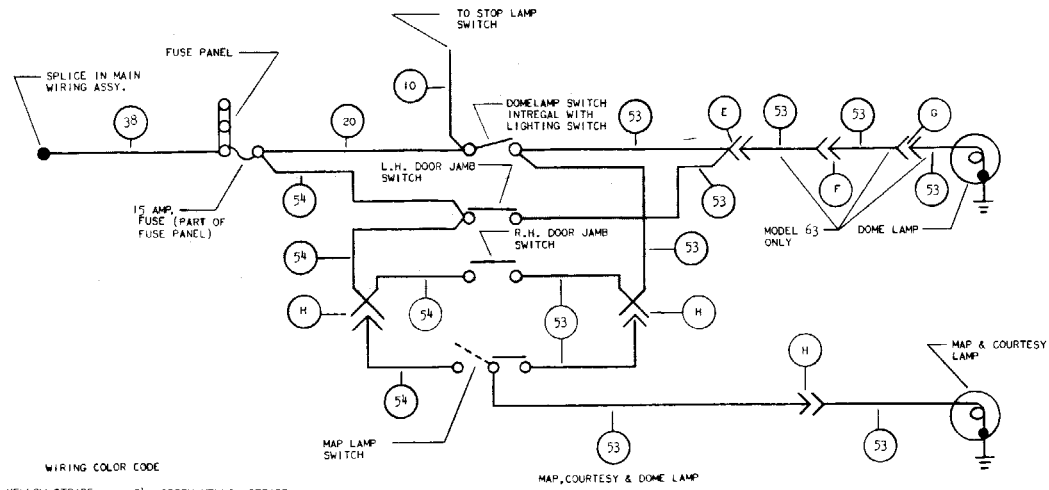 TO STOP LAMP
SWITCH
FUSE PANEL
SPLICE IN MAIN
WIRING ASSY.
10
DOMELAMP SWITCH
INTREGAL WITH
LIGHTING SWITCH
38
20
53
E
53
53
G
L.H. DOOR JAMB
SWITCH
54
53
F
53
15 AMP.
FUSE (PART OF
FUSE PANEL)
R.H. DOOR JAMB
SWITCH
MODEL 63
ONLY
DOME LAMP
54
53
H
54
53
H
54
53
H
MAP & COURTESY
LAMP
MAP LAMP
SWITCH
53
53
WIRING COLOR CODE
MAP, COURTESY & DOME LAMP